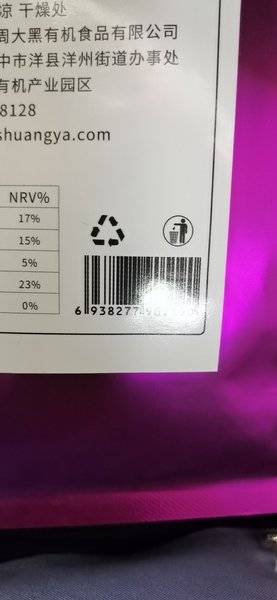 凉 干燥处
周大黑有机食品有限公司
中市洋县洋州街道办事处
有机产业园区
8128
shuangya.com
NRV%
17%
15%
5%
23%
0%
6 938277